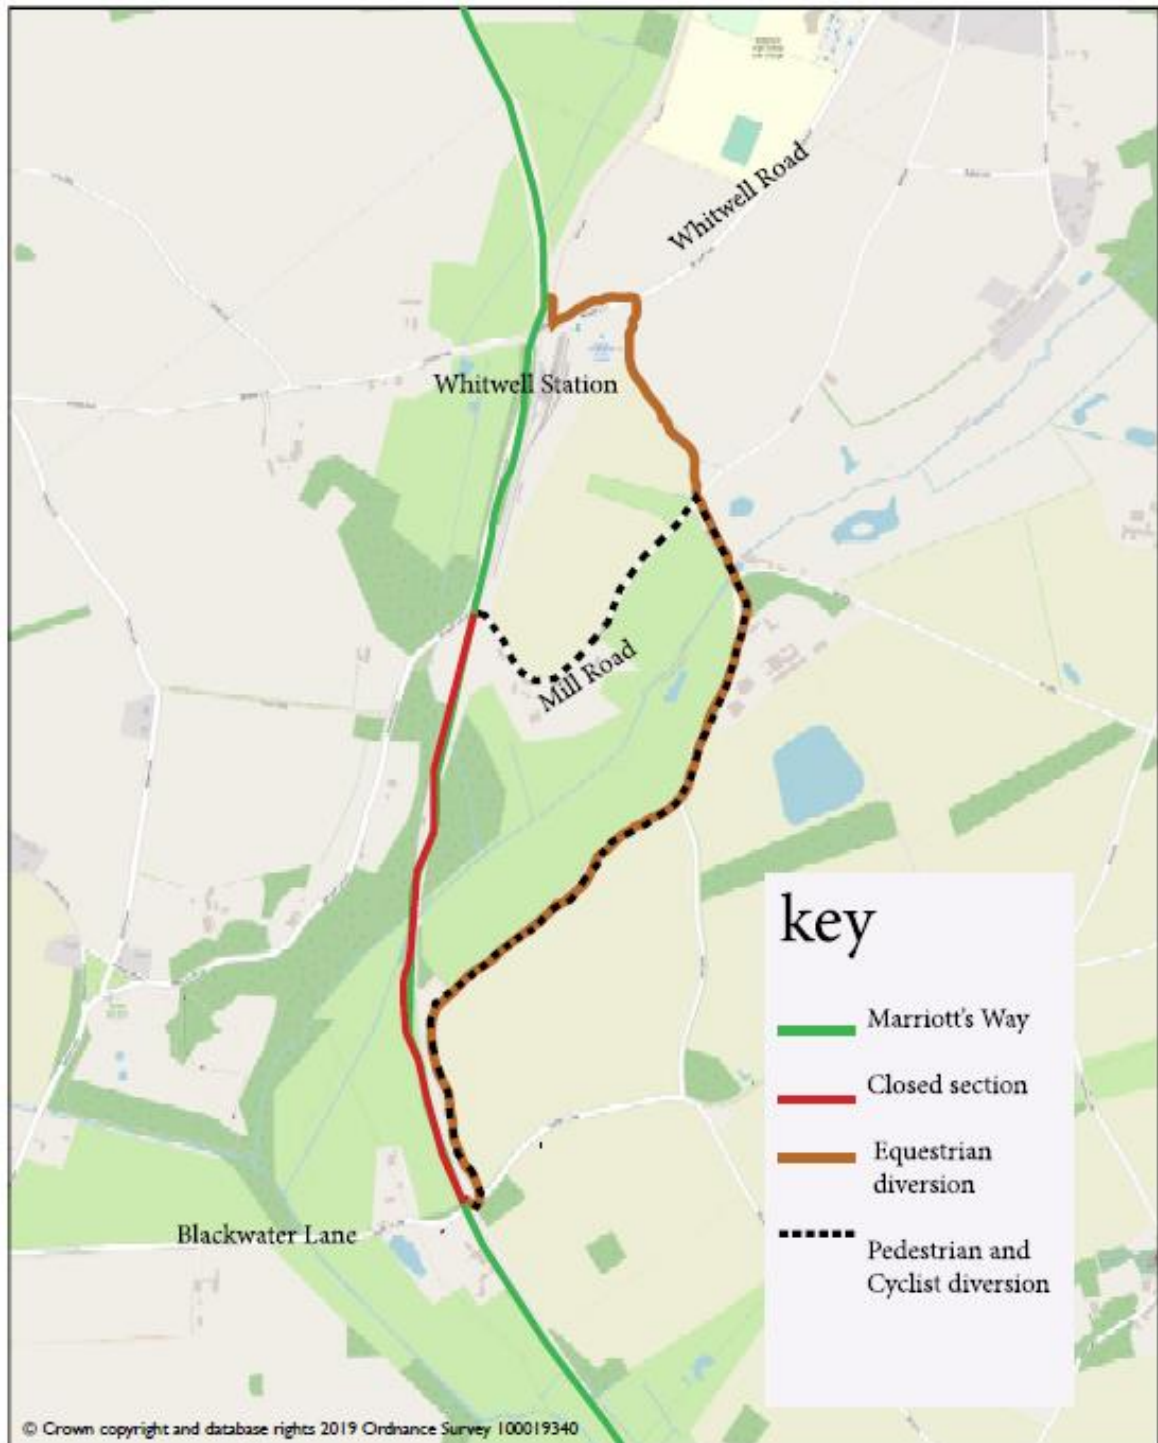 Whitwell Road
Whitwell Station
Mill Road
key
Marriott's Way
Closed section
Equestrian
diversion
Pedestrian and
Cyclist diversion
Blackwater Lane
© Crown copyright and database rights 2019 Ordnance Survey 100019340